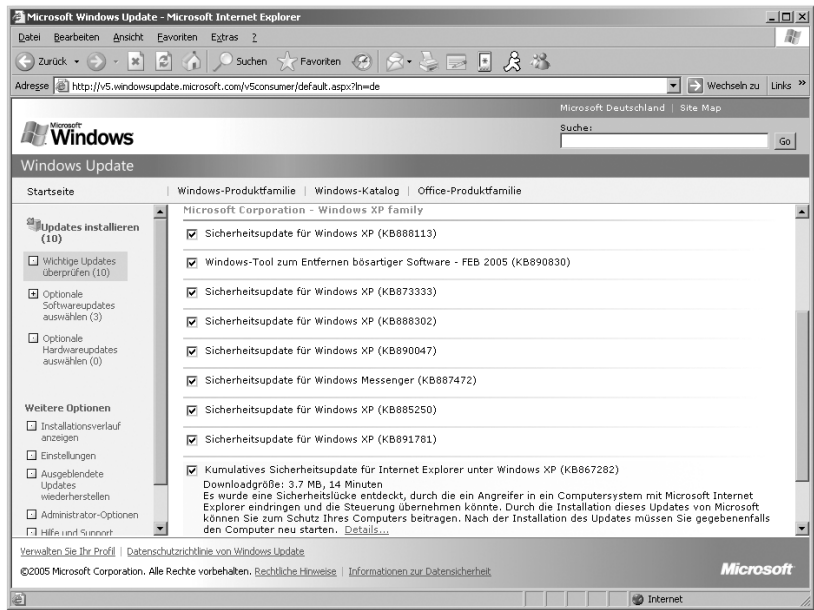 Microsoft Windows Update - Microsoft Internet Explorer
Datei Bearbeiten Ansicht Favoriten Extras ?
Zurück Suchen Favoriten
Adresse http://v5.windowsupdate.microsoft.com/v5consumer/default.aspx?ln=de Wechseln zu Links »
Microsoft Deutschland | Site Map
Microsoft
Windows
Suche:
Go
Windows Update
Startseite | Windows-Produktfamilie | Windows-Katalog | Office-Produktfamilie
Updates installieren
(10)
Wichtige Updates
überprüfen (10)
Optionale
Softwareupdates
auswählen (3)
Optionale
Hardwareupdates
auswählen (0)
Weitere Optionen
Installationsverlauf
anzeigen
Einstellungen
Ausgeblendete
Updates
wiederherstellen
Administrator-Optionen
Hilfe und Support
Microsoft Corporation - Windows XP family
Sicherheitsupdate für Windows XP (KB888113)
Windows-Tool zum Entfernen bösartiger Software - FEB 2005 (KB890830)
Sicherheitsupdate für Windows XP (KB873333)
Sicherheitsupdate für Windows XP (KB888302)
Sicherheitsupdate für Windows XP (KB890047)
Sicherheitsupdate für Windows Messenger (KB887472)
Sicherheitsupdate für Windows XP (KB885250)
Sicherheitsupdate für Windows XP (KB891781)
Kumulatives Sicherheitsupdate für Internet Explorer unter Windows XP (KB867282)
Downloadgröße: 3.7 MB, 14 Minuten
Es wurde eine Sicherheitslücke entdeckt, durch die ein Angreifer in ein Computersystem mit Microsoft Internet
Explorer eindringen und die Steuerung übernehmen könnte. Durch die Installation dieses Updates von Microsoft
können Sie zum Schutz Ihres Computers beitragen. Nach der Installation des Updates müssen Sie gegebenenfalls
den Computer neu starten. Details...
Verwalten Sie Ihr Profil | Datenschutzrichtlinie von Windows Update
©2005 Microsoft Corporation. Alle Rechte vorbehalten. Rechtliche Hinweise | Informationen zur Datensicherheit
Microsoft
Internet